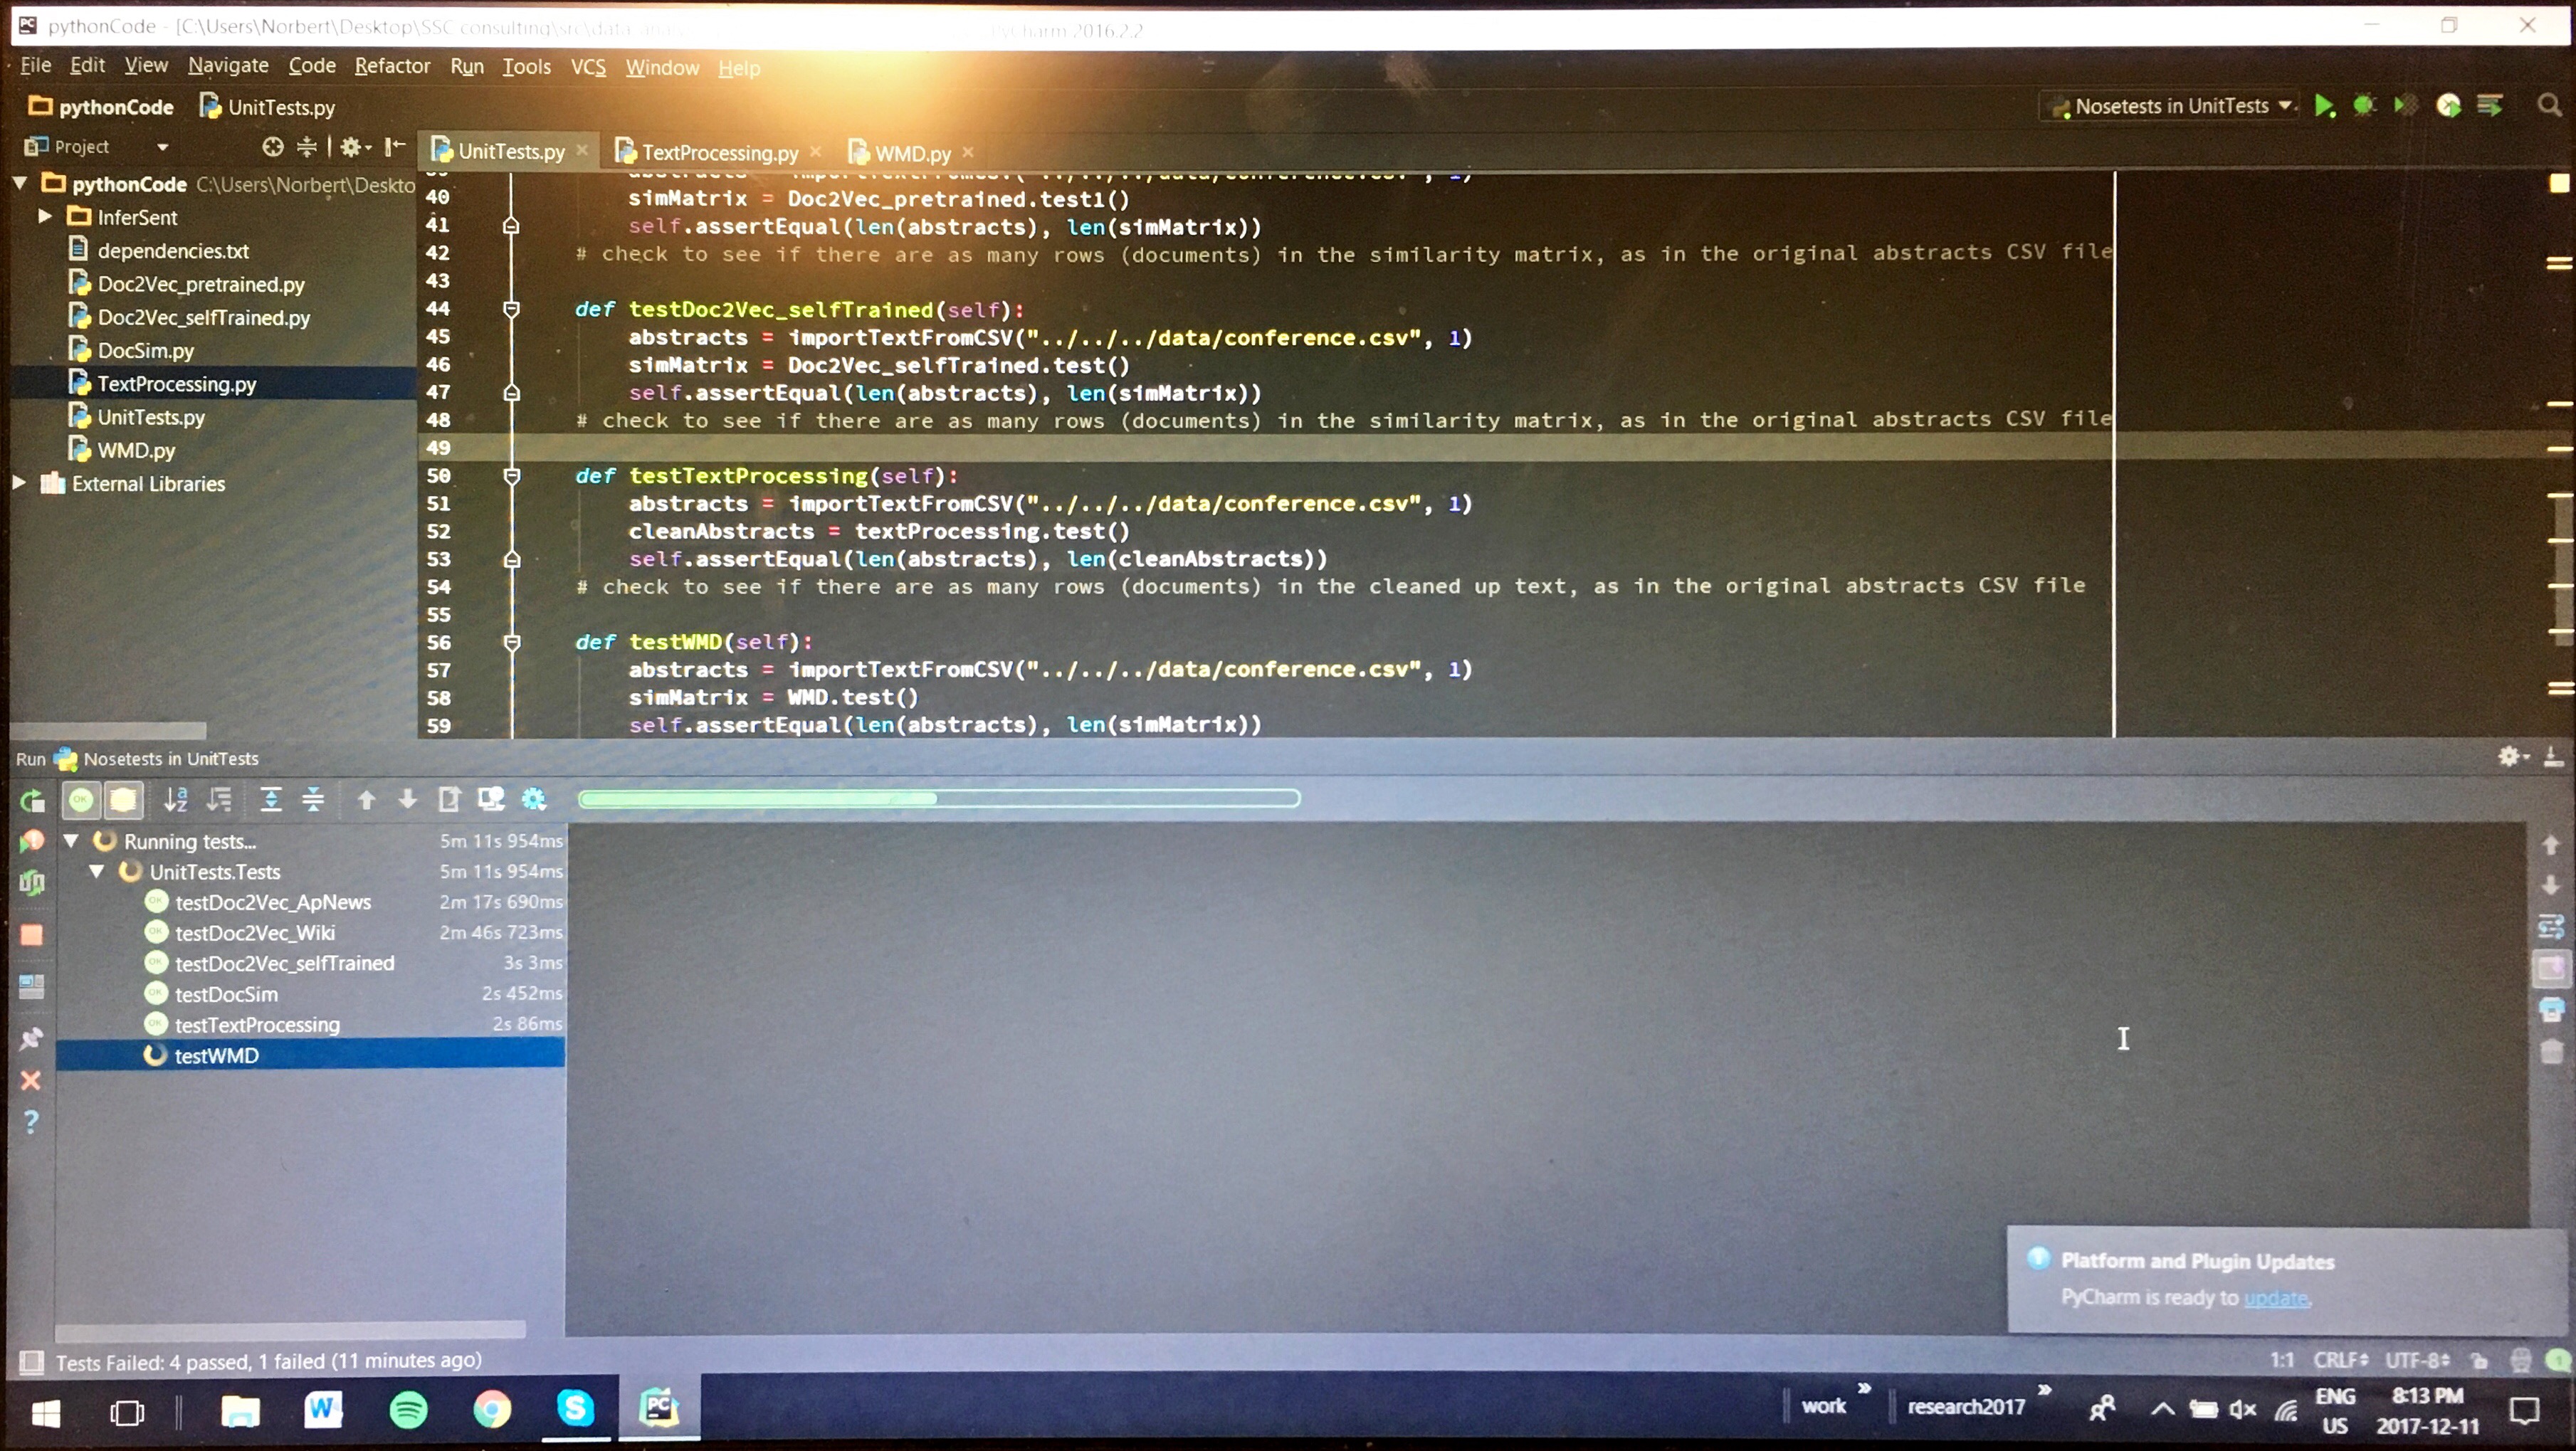 pythonCode - [C:\Users\Norbert\Desktop\SSC consulting\src\data PyCharm 2016.2.2
File Edit View Navigate Code Refactor Run Tools VCS Window Help
pythonCode UnitTests.py
Nosetests in UnitTests
Project
UnitTests.py TextProcessing.py WMD.py
pythonCode C:\Users\Norbert\Deskto
InferSent
dependencies.txt
Doc2Vec_pretrained.py
Doc2Vec_selfTrained.py
DocSim.py
TextProcessing.py
UnitTests.py
WMD.py
External Libraries
40 simMatrix = Doc2Vec_pretrained.test1()
41 self.assertEqual(len(abstracts), len(simMatrix))
42 # check to see if there are as many rows (documents) in the similarity matrix, as in the original abstracts CSV file
43
44 def testDoc2Vec_selfTrained(self):
45 abstracts = importTextFromCSV("../../../data/conference.csv", 1)
46 simMatrix = Doc2Vec_selfTrained.test()
47 self.assertEqual(len(abstracts), len(simMatrix))
48 # check to see if there are as many rows (documents) in the similarity matrix, as in the original abstracts CSV file
49
50 def testTextProcessing(self):
51 abstracts = importTextFromCSV("../../../data/conference.csv", 1)
52 cleanAbstracts = textProcessing.test()
53 self.assertEqual(len(abstracts), len(cleanAbstracts))
54 # check to see if there are as many rows (documents) in the cleaned up text, as in the original abstracts CSV file
55
56 def testWMD(self):
57 abstracts = importTextFromCSV("../../../data/conference.csv", 1)
58 simMatrix = WMD.test()
59 self.assertEqual(len(abstracts), len(simMatrix))
Run Nosetests in UnitTests
Running tests... 5m 11s 954ms
UnitTests.Tests 5m 11s 954ms
OK testDoc2Vec_ApNews 2m 17s 690ms
OK testDoc2Vec_Wiki 2m 46s 723ms
OK testDoc2Vec_selfTrained 3s 3ms
OK testDocSim 2s 452ms
OK testTextProcessing 2s 86ms
testWMD
Platform and Plugin Updates
PyCharm is ready to update.
Tests Failed: 4 passed, 1 failed (11 minutes ago)
1:1 CRLF UTF-8
work » research2017 »
ENG
US
8:13 PM
2017-12-11